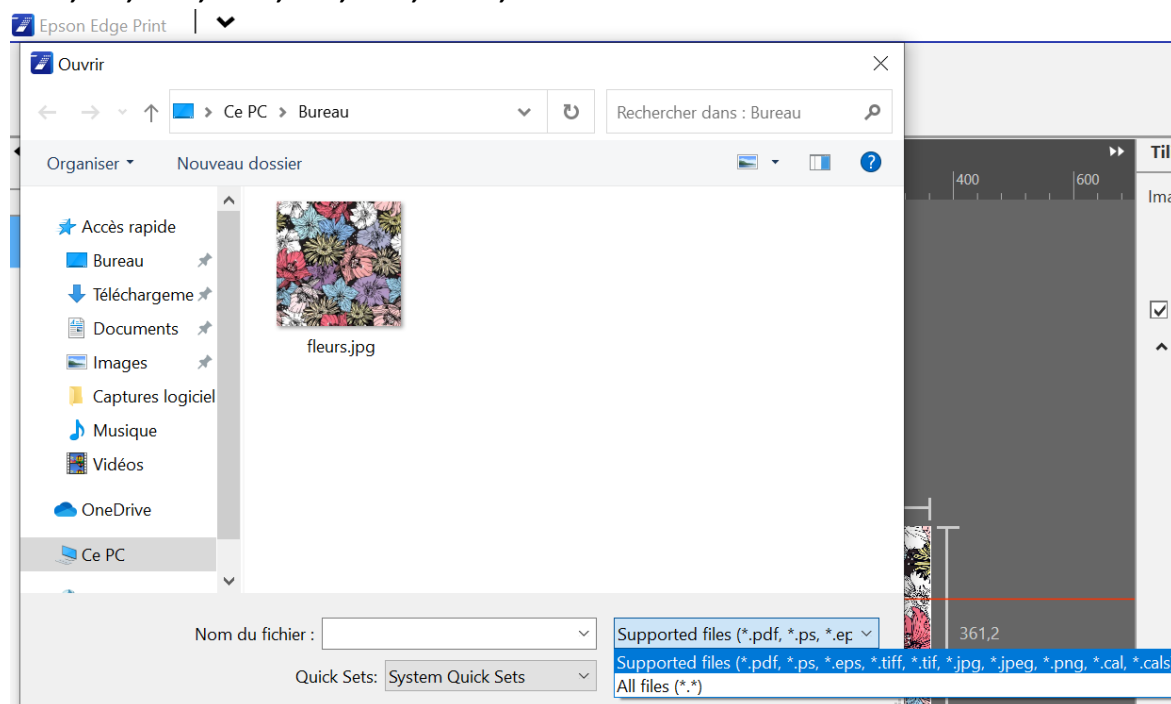 Epson Edge Print
Ouvrir
Ce PC > Bureau
Rechercher dans : Bureau
Organiser
Nouveau dossier
Accès rapide
Bureau
Téléchargeme
Documents
Images
Captures logiciel
Musique
Vidéos
OneDrive
Ce PC
fleurs.jpg
Nom du fichier :
Supported files (*.pdf, *.ps, *.ep
Supported files (*.pdf, *.ps, *.eps, *.tiff, *.tif, *.jpg, *.jpeg, *.png, *.cal, *.cals
All files (*.*)
Quick Sets: System Quick Sets
400
600
Til
Ima
361,2